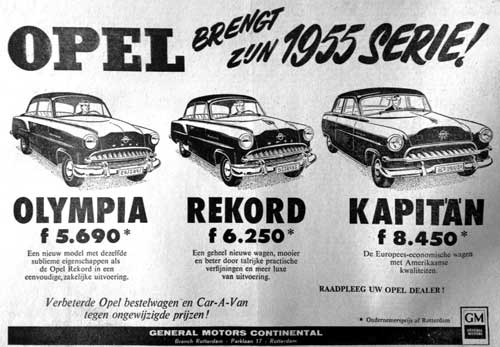 OPEL BRENGT ZIJN 1955 SERIE!
OLYMPIA
f 5.690*
Een nieuw model met dezelfde
sublieme eigenschappen als
de Opel Rekord in een
eenvoudige, zakelijke uitvoering.
REKORD
f 6.250*
Een geheel nieuwe wagen, mooier
en beter door talrijke practische
verfijningen en meer luxe
van uitvoering.
KAPITÄN
f 8.450*
De Europees-economische wagen
met Amerikaanse
kwaliteiten.
RAADPLEEG UW OPEL DEALER!
Verbeterde Opel bestelwagen en Car-A-Van
tegen ongewijzigde prijzen!
* Ondernemersprijs af Rotterdam
GM
GENERAL MOTORS
GENERAL MOTORS CONTINENTAL
Branch Rotterdam - Parklaan 17 - Rotterdam